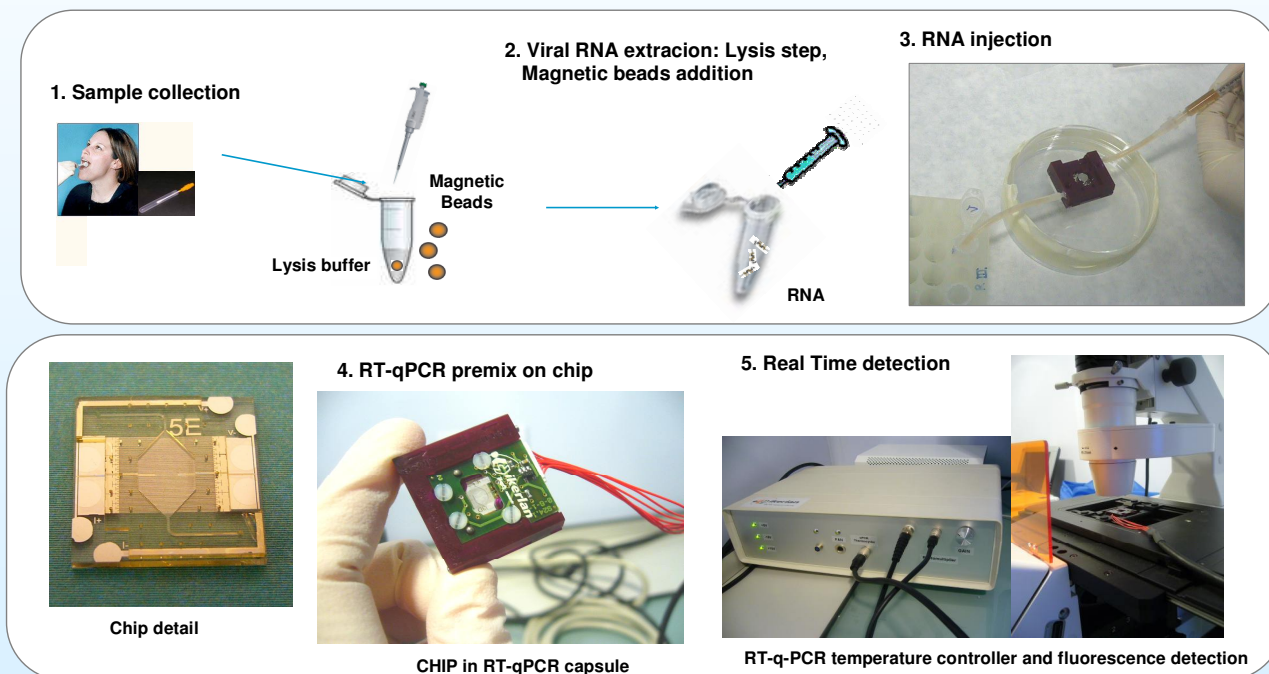 1. Sample collection
2. Viral RNA extracion: Lysis step,
Magnetic beads addition
3. RNA injection
Magnetic
Beads
Lysis buffer
RNA
4. RT-qPCR premix on chip
5. Real Time detection
5E
V+
V-
I+
I-
ikerlan
Chip detail
CHIP in RT-qPCR capsule
RT-q-PCR temperature controller and fluorescence detection